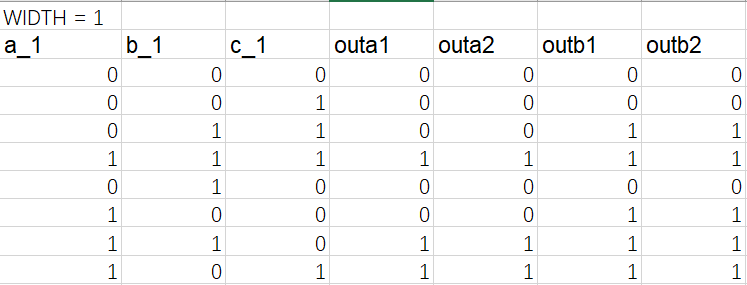 WIDTH = 1
a_1 b_1 c_1 outa1 outa2 outb1 outb2
0 0 0 0 0 0 0
0 0 1 0 0 0 0
0 1 1 0 0 1 1
1 1 1 1 1 1 1
0 1 0 0 0 0 0
1 0 0 0 0 1 1
1 1 0 1 1 1 1
1 0 1 1 1 1 1